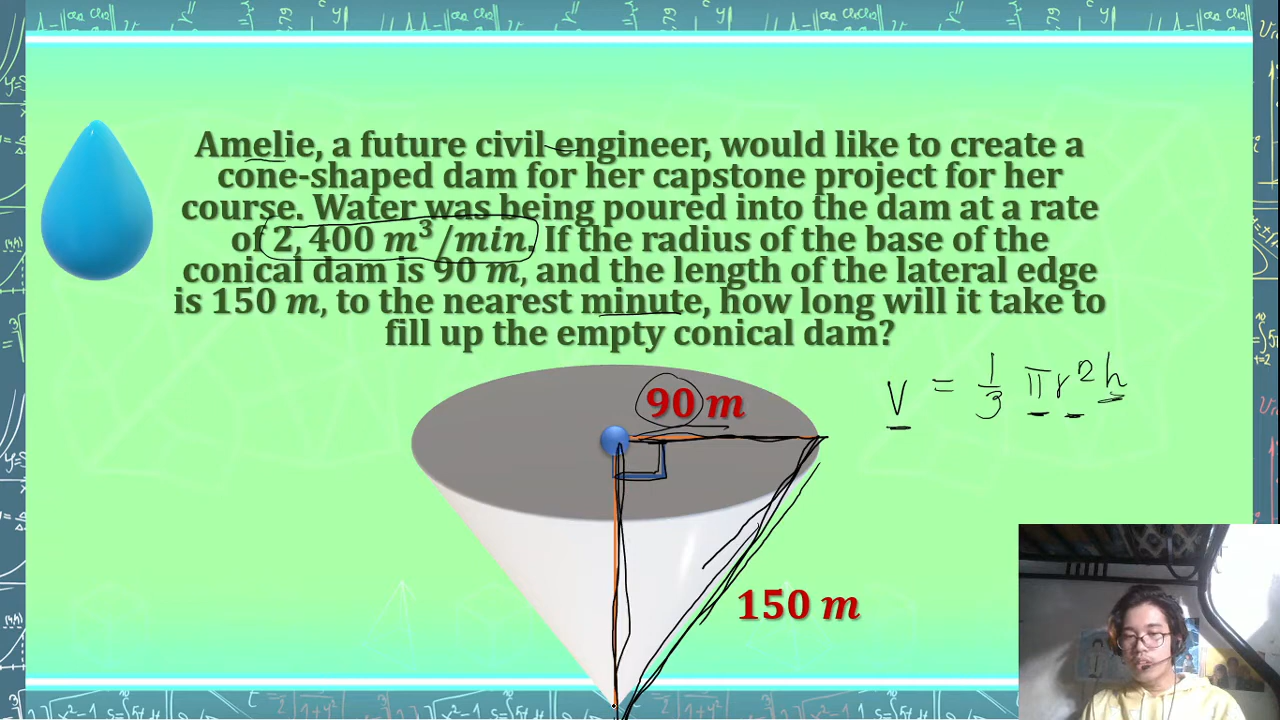 Amelie, a future civil engineer, would like to create a
cone-shaped dam for her capstone project for her
course. Water was being poured into the dam at a rate
of 2, 400 m³/min. If the radius of the base of the
conical dam is 90 m, and the length of the lateral edge
is 150 m, to the nearest minute, how long will it take to
fill up the empty conical dam?
90 m
V = 1/3 πr²h
150 m